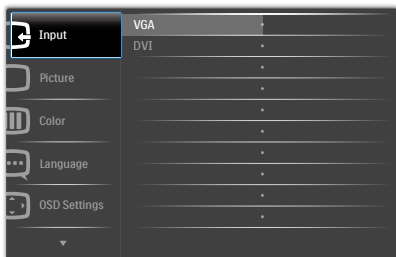 Input
VGA
DVI
Picture
Color
Language
OSD Settings